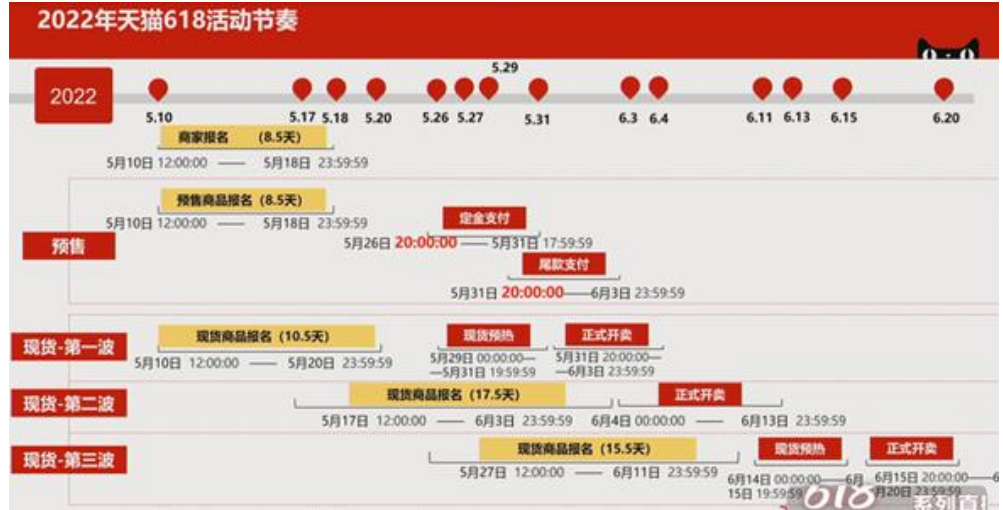 2022年天猫618活动节奏
5.29
2022
5.10 5.17 5.18 5.20 5.26 5.27 5.31 6.3 6.4 6.11 6.13 6.15 6.20
商家报名 (8.5天)
5月10日 12:00:00 —— 5月18日 23:59:59
预售商品报名 (8.5天)
5月10日 12:00:00 —— 5月18日 23:59:59
定金支付
5月26日 20:00:00 —— 5月31日 17:59:59
预售
尾款支付
5月31日 20:00:00——6月3日 23:59:59
现货-第一波
现货商品报名 (10.5天)
5月10日 12:00:00 —— 5月20日 23:59:59
现货预热
5月29日 00:00:00—
—5月31日 19:59:59
正式开卖
5月31日 20:00:00—
—6月3日 23:59:59
现货-第二波
现货商品报名 (17.5天)
5月17日 12:00:00 —— 6月3日 23:59:59
正式开卖
6月4日 00:00:00 —— 6月13日 23:59:59
现货-第三波
现货商品报名 (15.5天)
5月27日 12:00:00 —— 6月11日 23:59:59
现货预热
6月14日 00:00:00——6月
15日 19:59:59
正式开卖
6月15日 20:00:00——6
月20日 23:59:59
618 系列直播